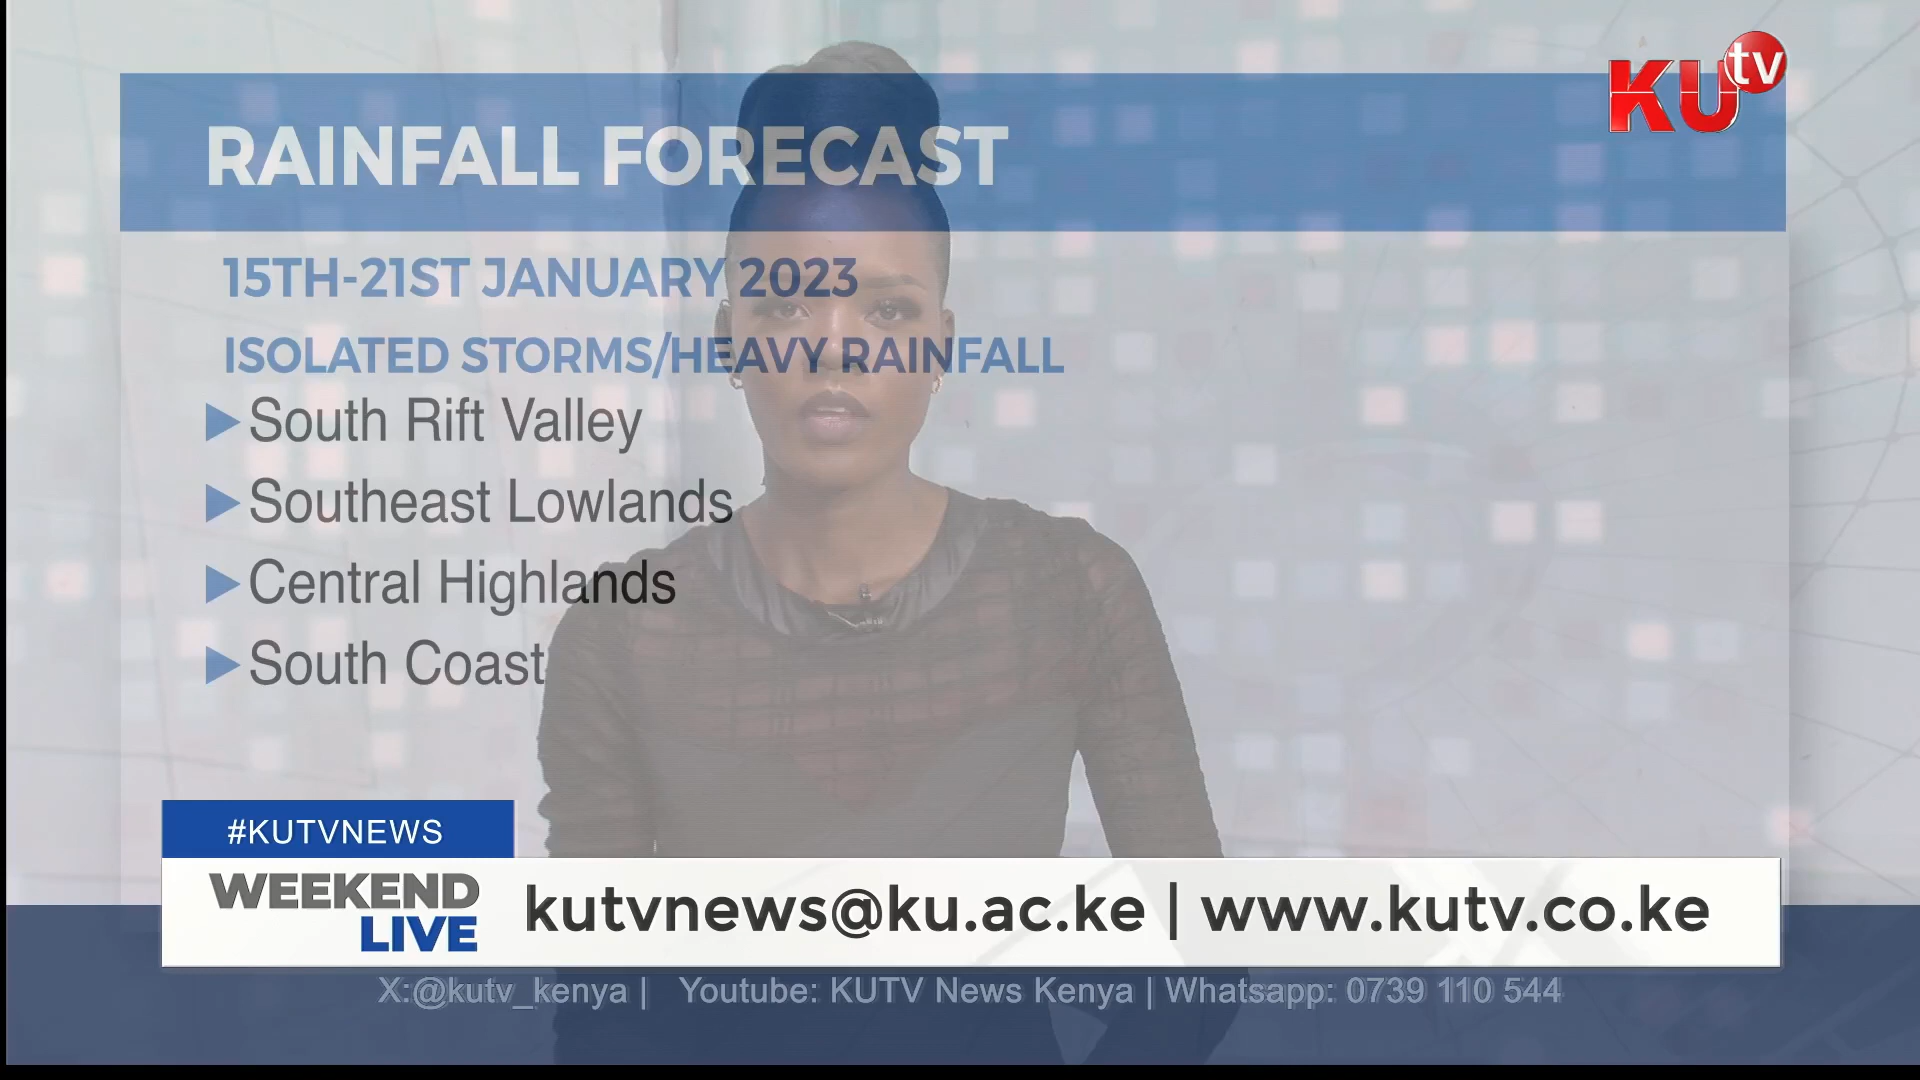 KU tv
RAINFALL FORECAST
15TH-21ST JANUARY 2023
ISOLATED STORMS/HEAVY RAINFALL
South Rift Valley
Southeast Lowlands
Central Highlands
South Coast
#KUTVNEWS
WEEKEND
LIVE
kutvnews@ku.ac.ke | www.kutv.co.ke
X:@kutv_kenya | Youtube: KUTV News Kenya | Whatsapp: 0739 110 544